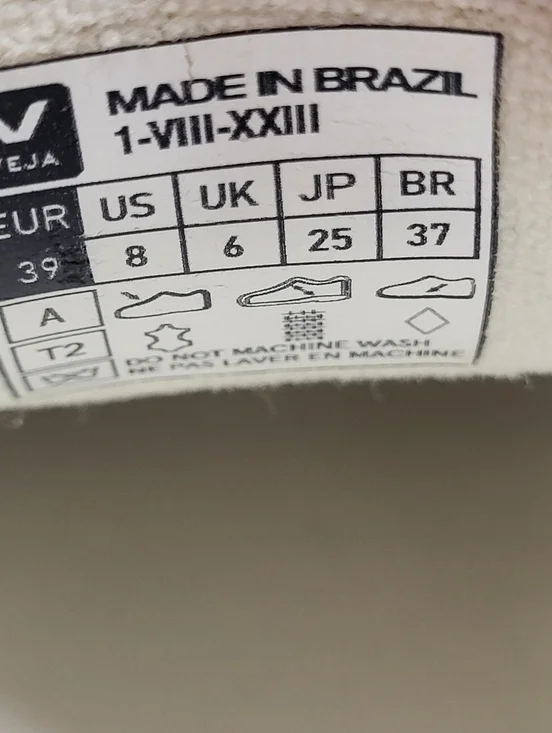 MADE IN BRAZIL
1-VIII-XXIII
VEJA
EUR US UK JP BR
39 8 6 25 37
A
T2
DO NOT MACHINE WASH
NE PAS LAVER EN MACHINE